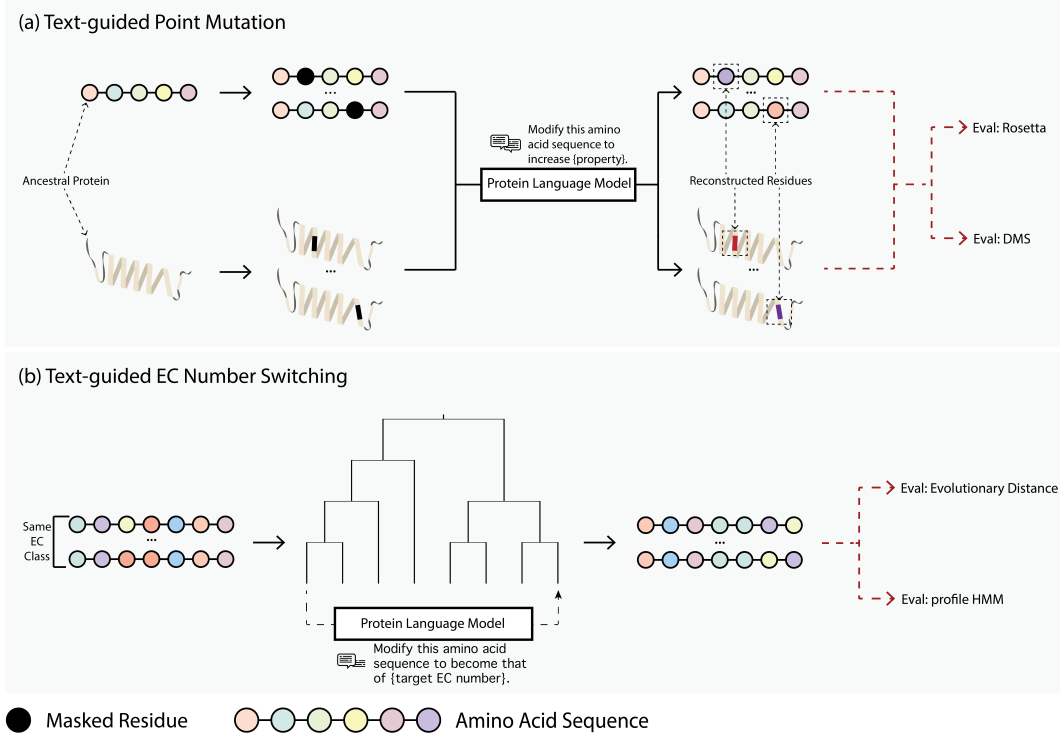 (a) Text-guided Point Mutation
...
Modify this amino
acid sequence to
increase {property}.
...
Eval: Rosetta
Ancestral Protein
Protein Language Model
Reconstructed Residues
Eval: DMS
...
...
(b) Text-guided EC Number Switching
Same
EC
Class
...
...
Eval: Evolutionary Distance
Eval: profile HMM
Protein Language Model
Modify this amino acid
sequence to become that
of {target EC number}.
Masked Residue
Amino Acid Sequence